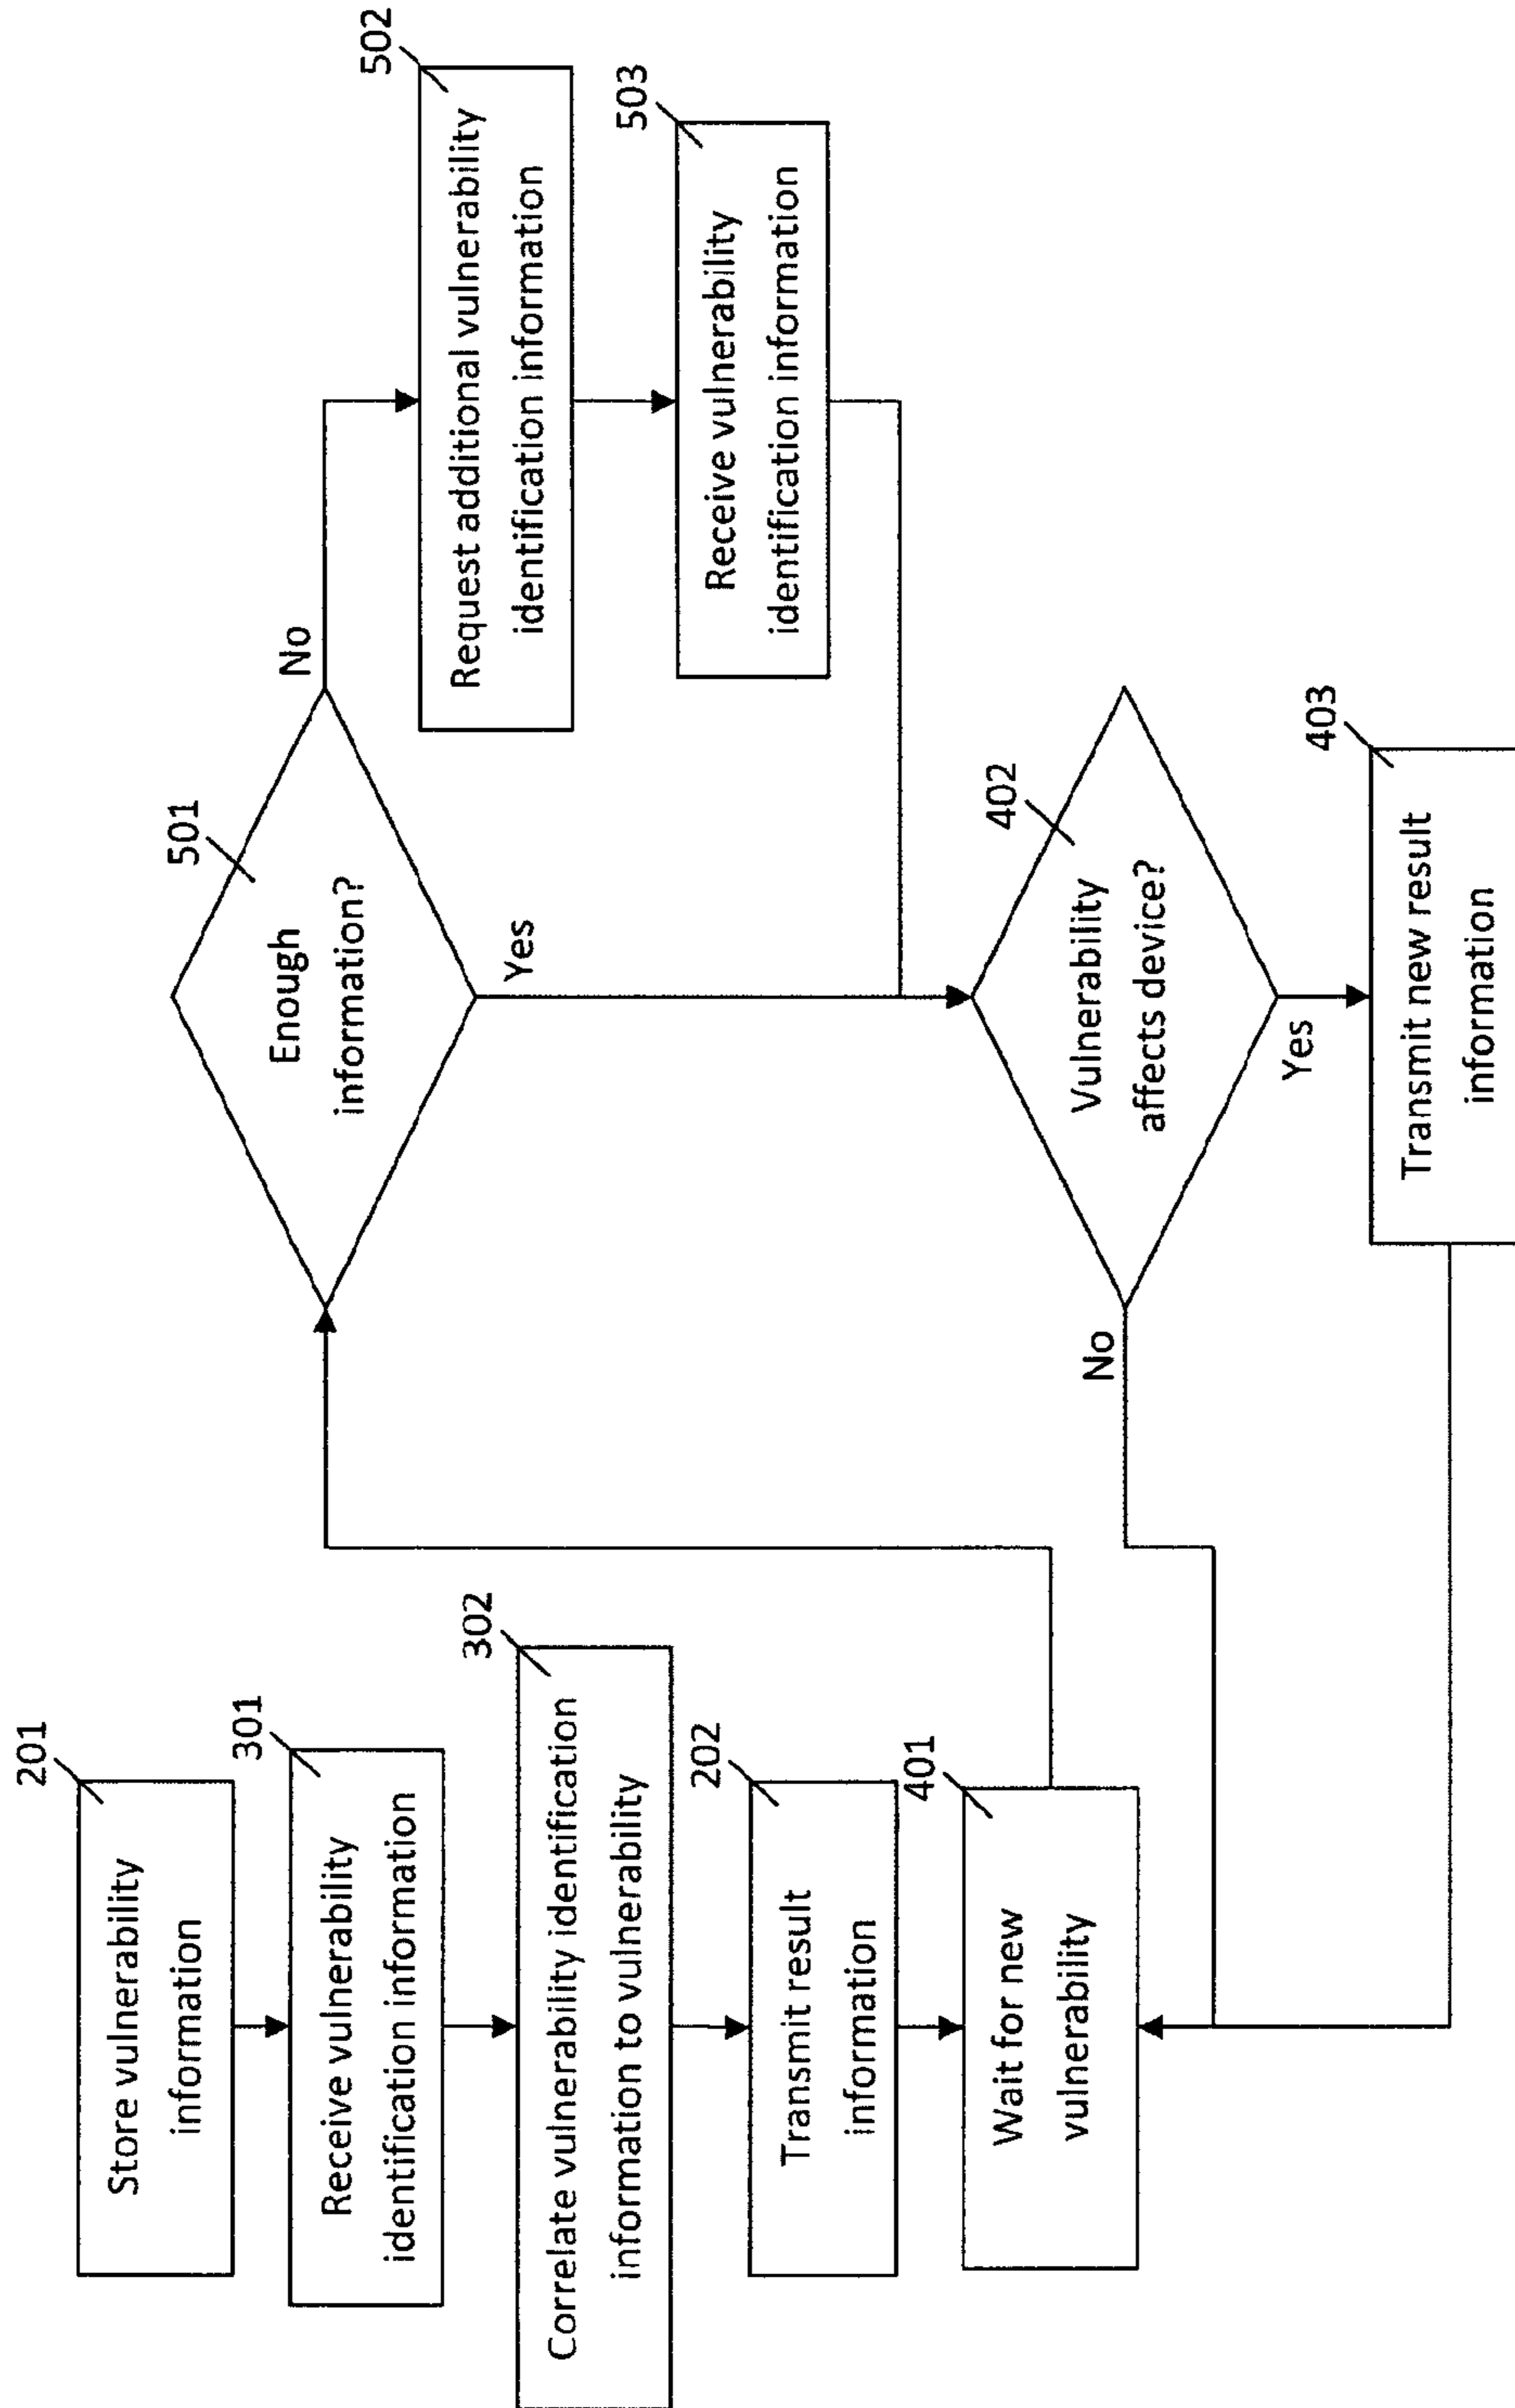 201
Store vulnerability
information
301
Receive vulnerability
identification information
302
Correlate vulnerability identification
information to vulnerability
202
Transmit result
information
401
Wait for new
vulnerability
501
Enough
information?
No
Yes
502
Request additional vulnerability
identification information
503
Receive vulnerability
identification information
402
Vulnerability
affects device?
No
Yes
403
Transmit new result
information